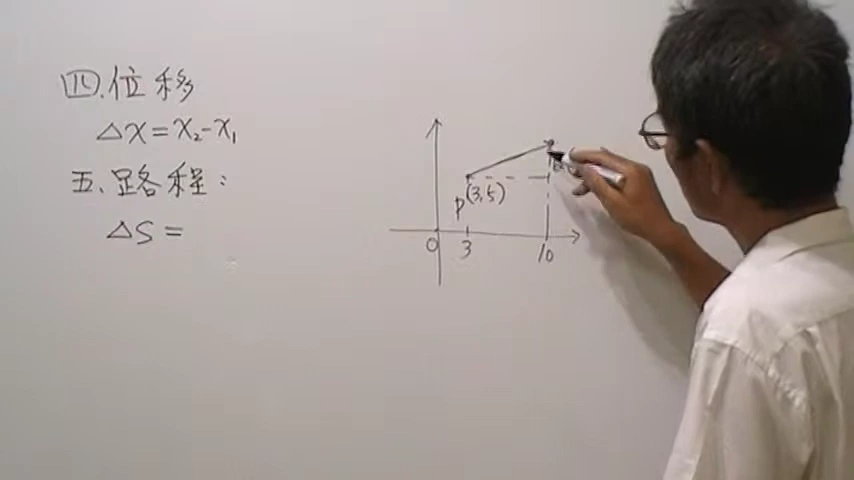 四.位移
△x=x₂-x₁
五.路程:
△S=
P(3,5)
0 3 10